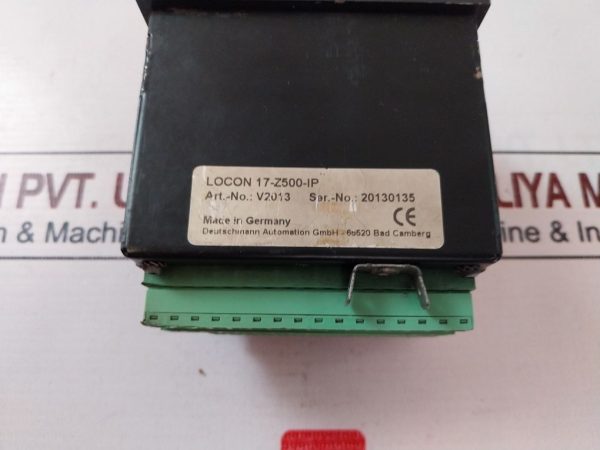 LOCON 17-Z500-IP
Art.-No.: V2013 Ser.-No.: 20130135
Made in Germany CE
Deutschmann Automation GmbH - 65520 Bad Camberg
PVT.
LIYA M
& Machi
ne & In